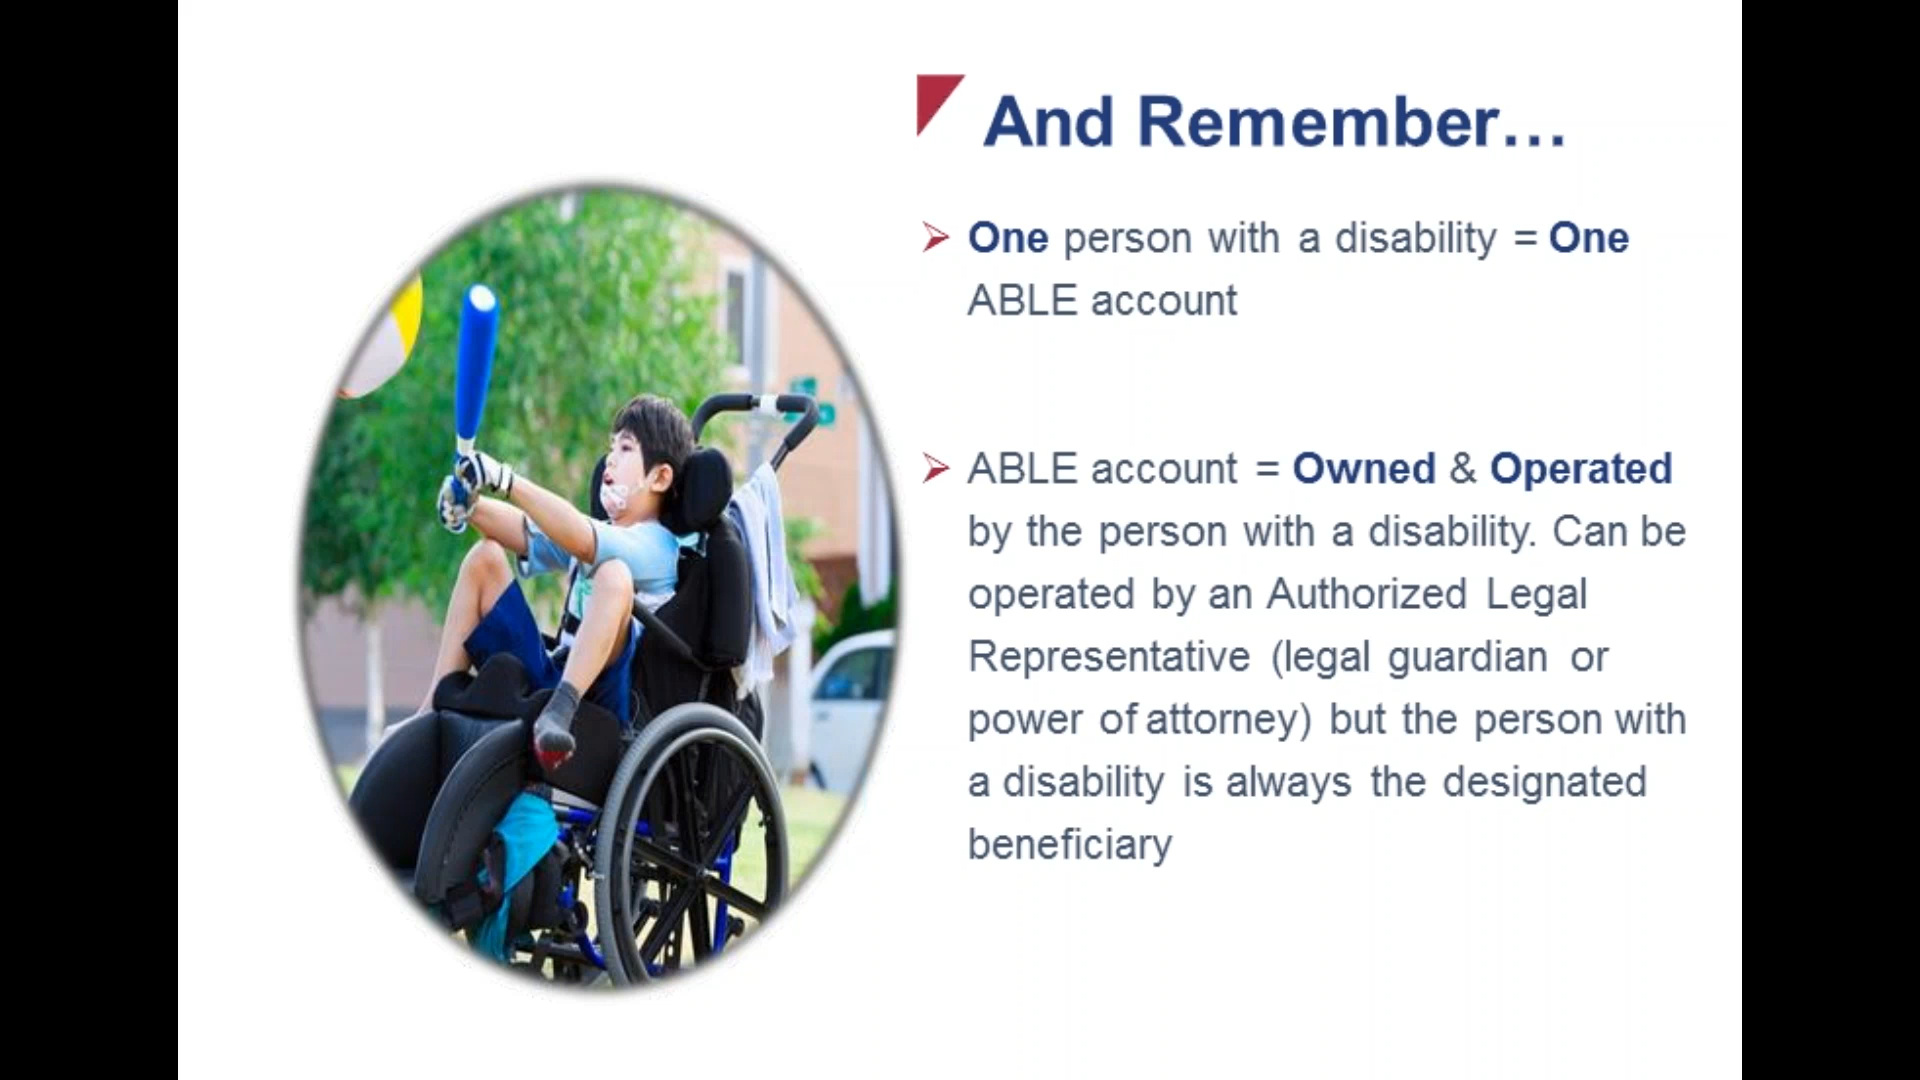 And Remember…
One person with a disability = One
ABLE account
ABLE account = Owned & Operated
by the person with a disability. Can be
operated by an Authorized Legal
Representative (legal guardian or
power of attorney) but the person with
a disability is always the designated
beneficiary